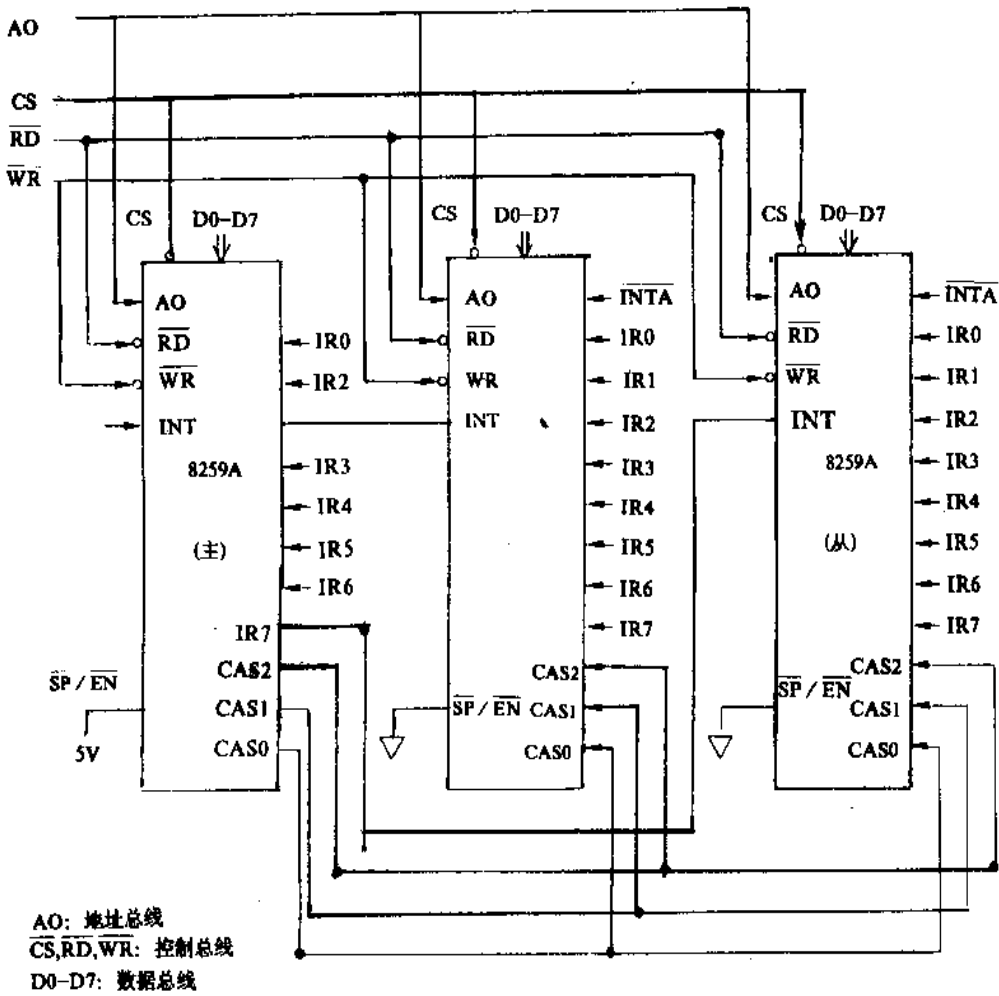 AO
CS
RD
WR
CS
D0-D7
CS
D0-D7
CS
D0-D7
AO
RD
WR
INT
8259A
(主)
IR0
IR2
IR3
IR4
IR5
IR6
IR7
CAS2
CAS1
CAS0
SP / EN
5V
AO
RD
WR
INT
INTA
IR0
IR1
IR2
IR3
IR4
IR5
IR6
IR7
CAS2
SP / EN
CAS1
CAS0
AO
RD
WR
INT
8259A
(从)
INTA
IR0
IR1
IR2
IR3
IR4
IR5
IR6
IR7
CAS2
SP / EN
CAS1
CAS0
AO: 地址总线
CS,RD,WR: 控制总线
D0-D7: 数据总线